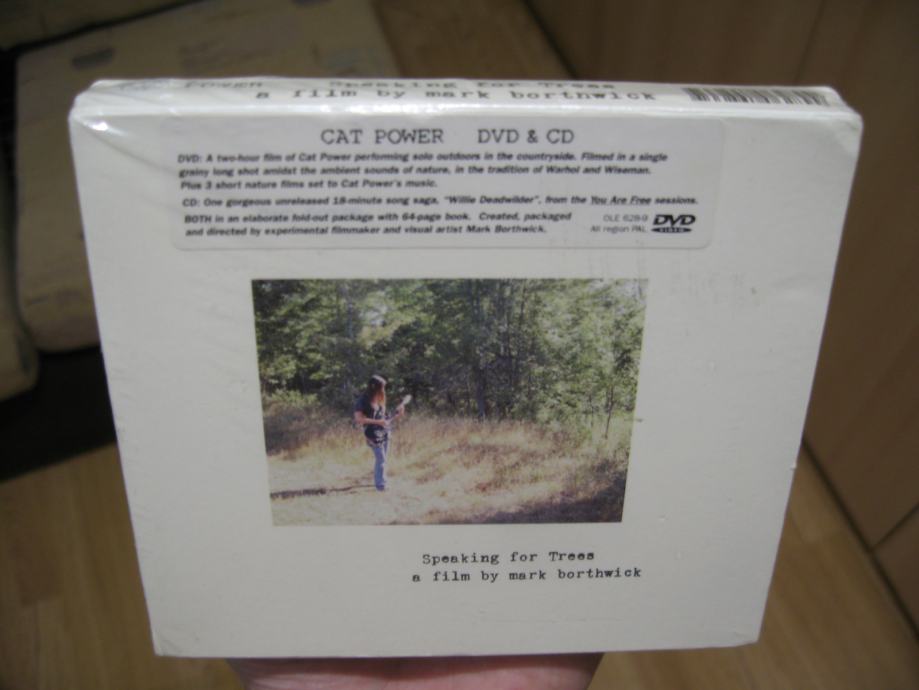 POWER Speaking for Trees
a film by mark borthwick
CAT POWER DVD & CD
DVD: A two-hour film of Cat Power performing solo outdoors in the countryside. Filmed in a single
grainy long shot amidst the ambient sounds of nature, in the tradition of Warhol and Wiseman.
Plus 3 short nature films set to Cat Power's music.
CD: One gorgeous unreleased 18-minute song saga, "Willie Deadwilder", from the You Are Free sessions.
BOTH in an elaborate fold-out package with 64-page book. Created, packaged
and directed by experimental filmmaker and visual artist Mark Borthwick.
OLE 628-9
All region PAL
DVD
VIDEO
Speaking for Trees
a film by mark borthwick